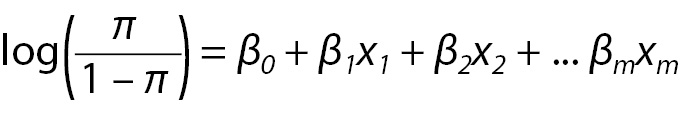 log(π / 1 − π) = β₀ + β₁x₁ + β₂x₂ + ... βₘxₘ